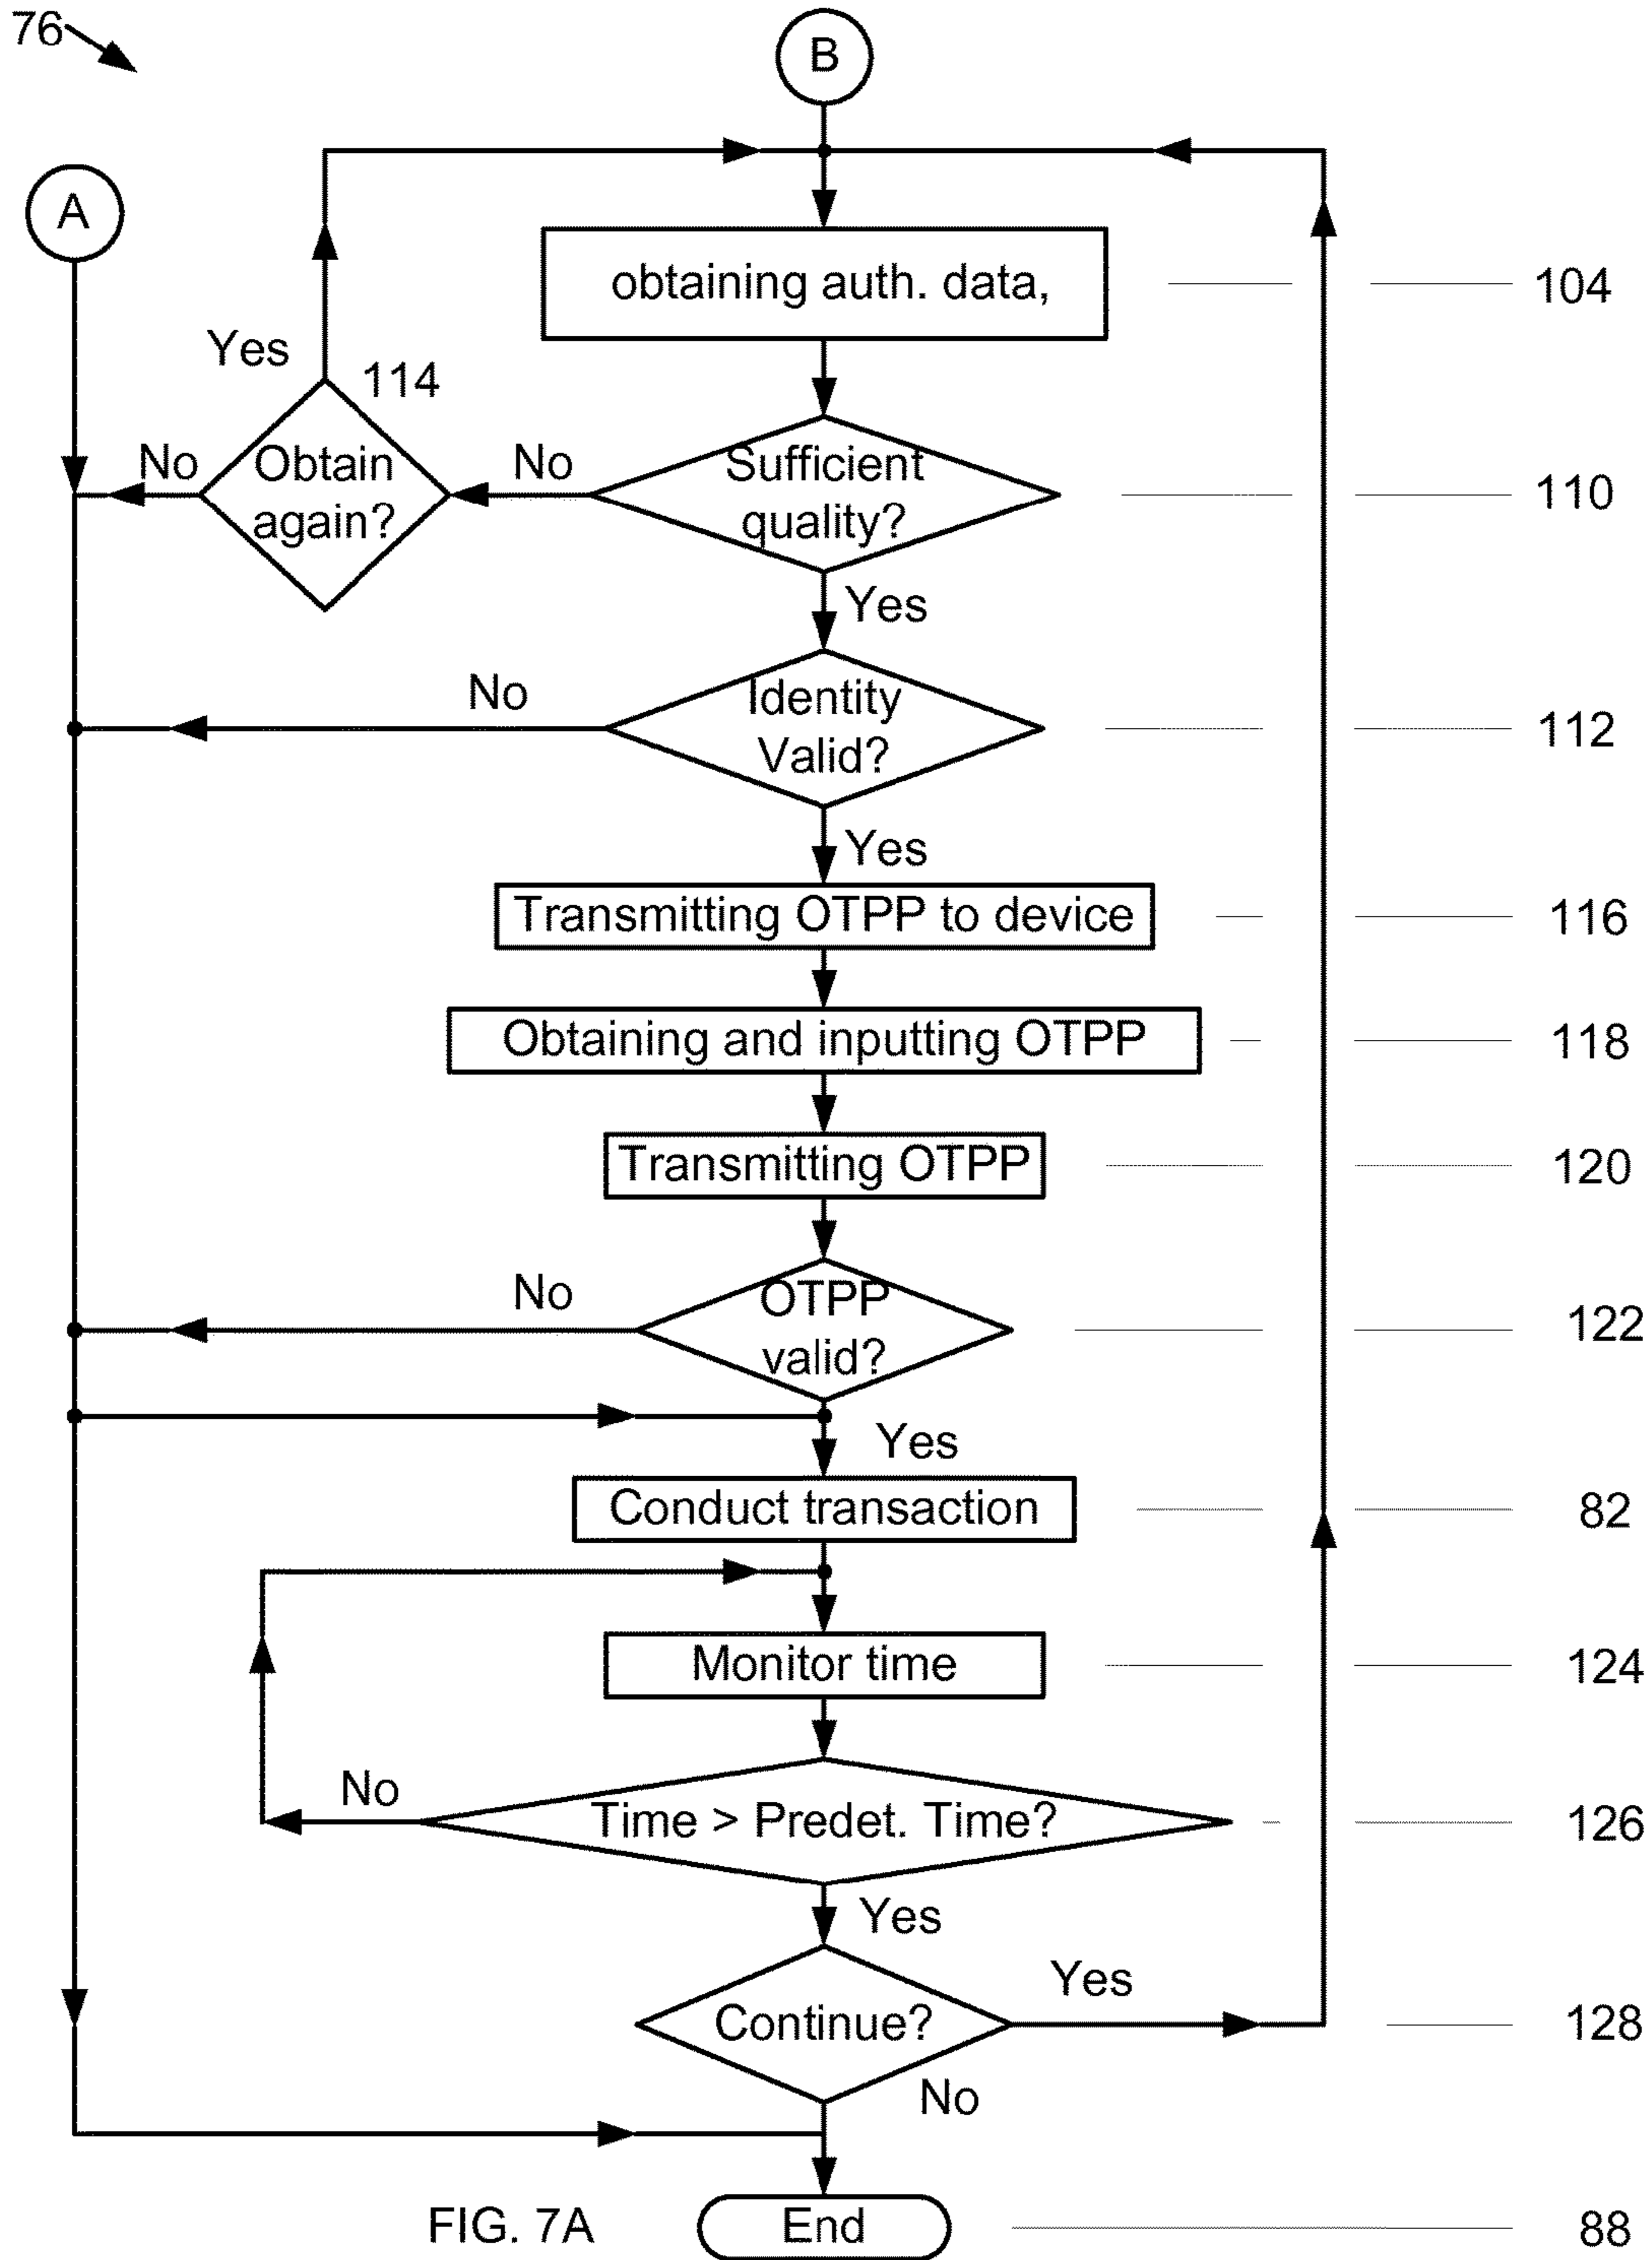 76
B
A
obtaining auth. data,
104
Yes
114
No
Obtain
again?
No
Sufficient
quality?
110
Yes
No
Identity
Valid?
112
Yes
Transmitting OTPP to device
116
Obtaining and inputting OTPP
118
Transmitting OTPP
120
No
OTPP
valid?
122
Yes
Conduct transaction
82
Monitor time
124
No
Time > Predet. Time?
126
Yes
Continue?
Yes
128
No
FIG. 7A
End
88